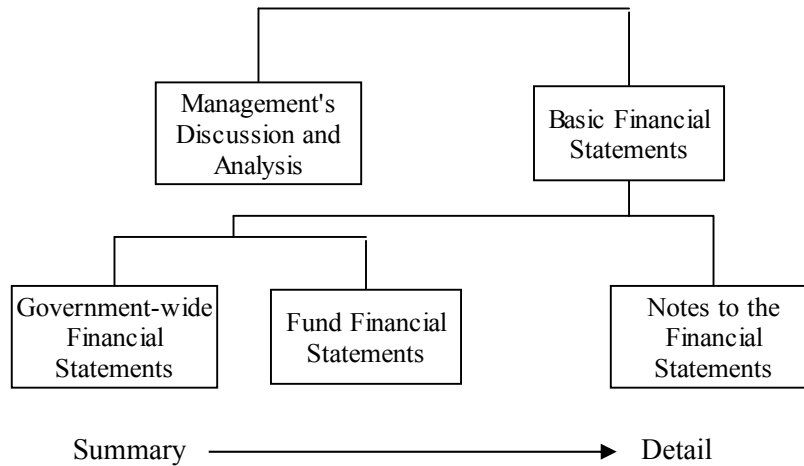 Management's
Discussion and
Analysis
Basic Financial
Statements
Government-wide
Financial
Statements
Fund Financial
Statements
Notes to the
Financial
Statements
Summary
Detail